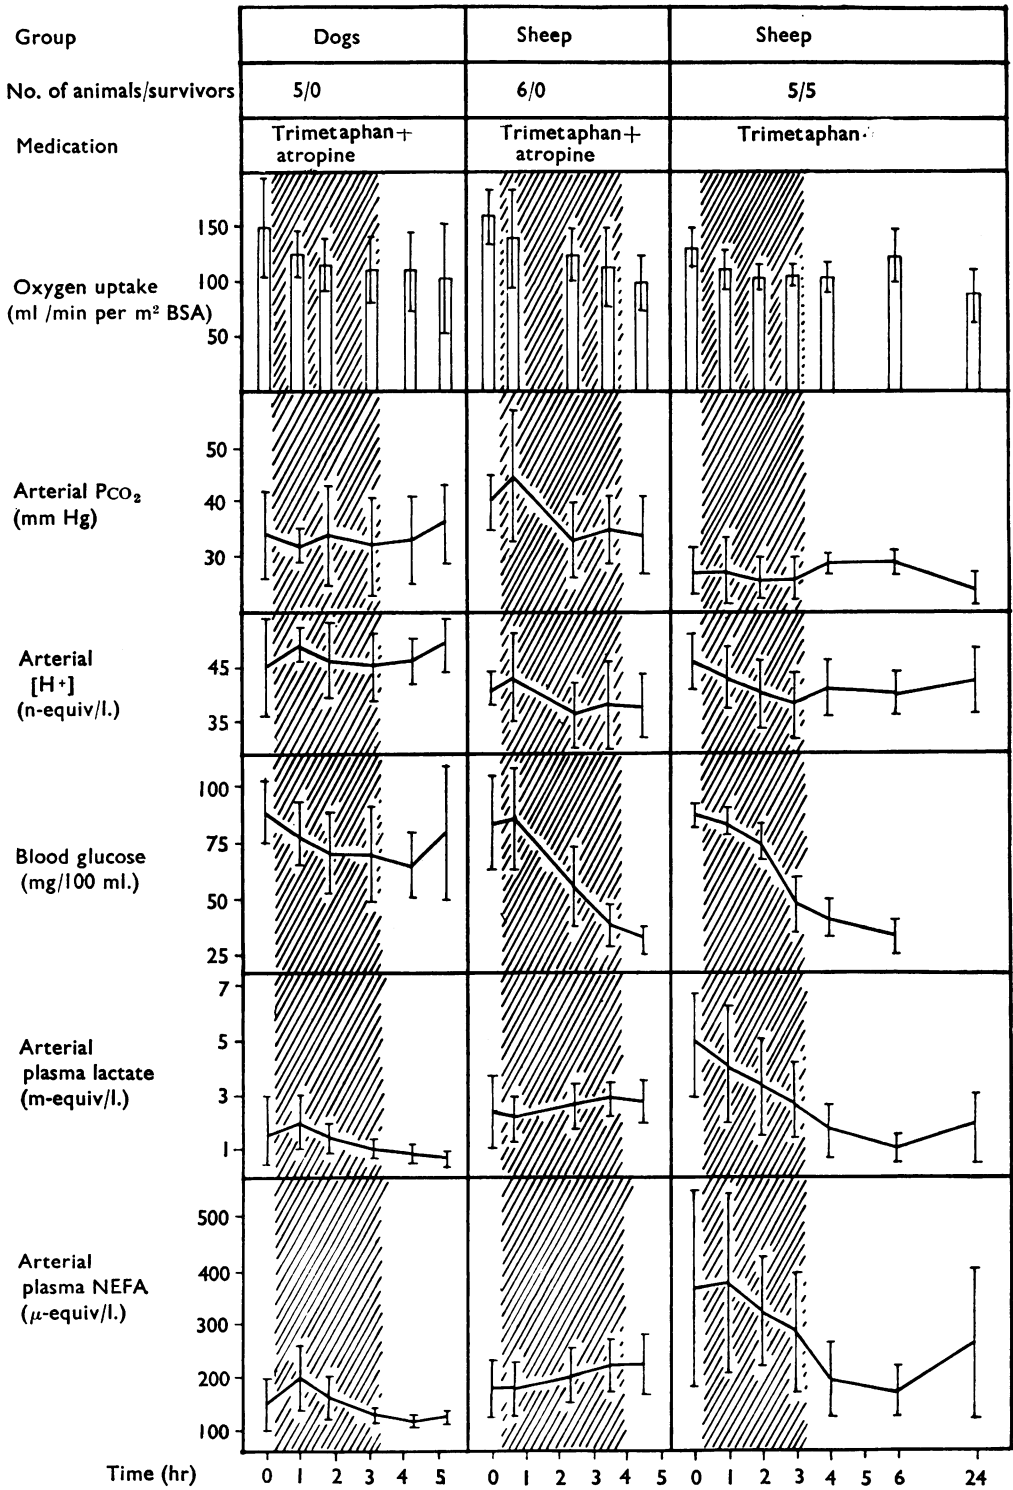 Group Dogs Sheep Sheep
No. of animals/survivors 5/0 6/0 5/5
Medication Trimetaphan+ atropine Trimetaphan+ atropine Trimetaphan
150
100
50
Oxygen uptake
(ml /min per m² BSA)
50
40
30
Arterial PCO₂
(mm Hg)
45
35
Arterial
[H⁺]
(n-equiv/l.)
100
75
50
25
Blood glucose
(mg/100 ml.)
7
5
3
1
Arterial
plasma lactate
(m-equiv/l.)
500
400
300
200
100
Arterial
plasma NEFA
(μ-equiv/l.)
Time (hr) 0 1 2 3 4 5 0 1 2 3 4 5 0 1 2 3 4 5 6 24